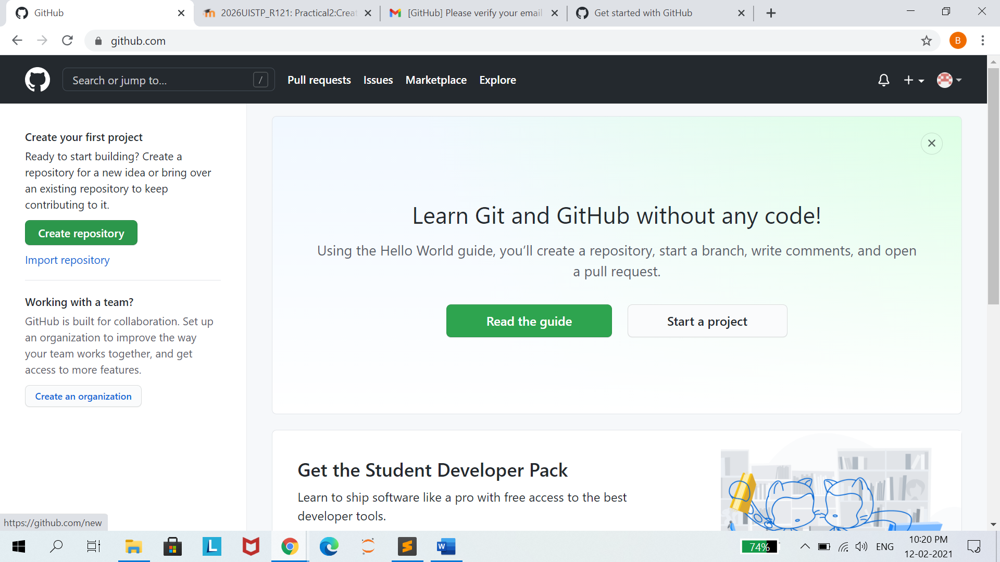 GitHub
2026UISTP_R121: Practical2:Creat
[GitHub] Please verify your email
Get started with GitHub
github.com
B
Search or jump to...
/
Pull requests
Issues
Marketplace
Explore
Create your first project
Ready to start building? Create a
repository for a new idea or bring over
an existing repository to keep
contributing to it.
Create repository
Import repository
Working with a team?
GitHub is built for collaboration. Set up
an organization to improve the way
your team works together, and get
access to more features.
Create an organization
Learn Git and GitHub without any code!
Using the Hello World guide, you’ll create a repository, start a branch, write comments, and open
a pull request.
Read the guide
Start a project
Get the Student Developer Pack
Learn to ship software like a pro with free access to the best
developer tools.
https://github.com/new
L
W
74%
ENG
10:20 PM
12-02-2021